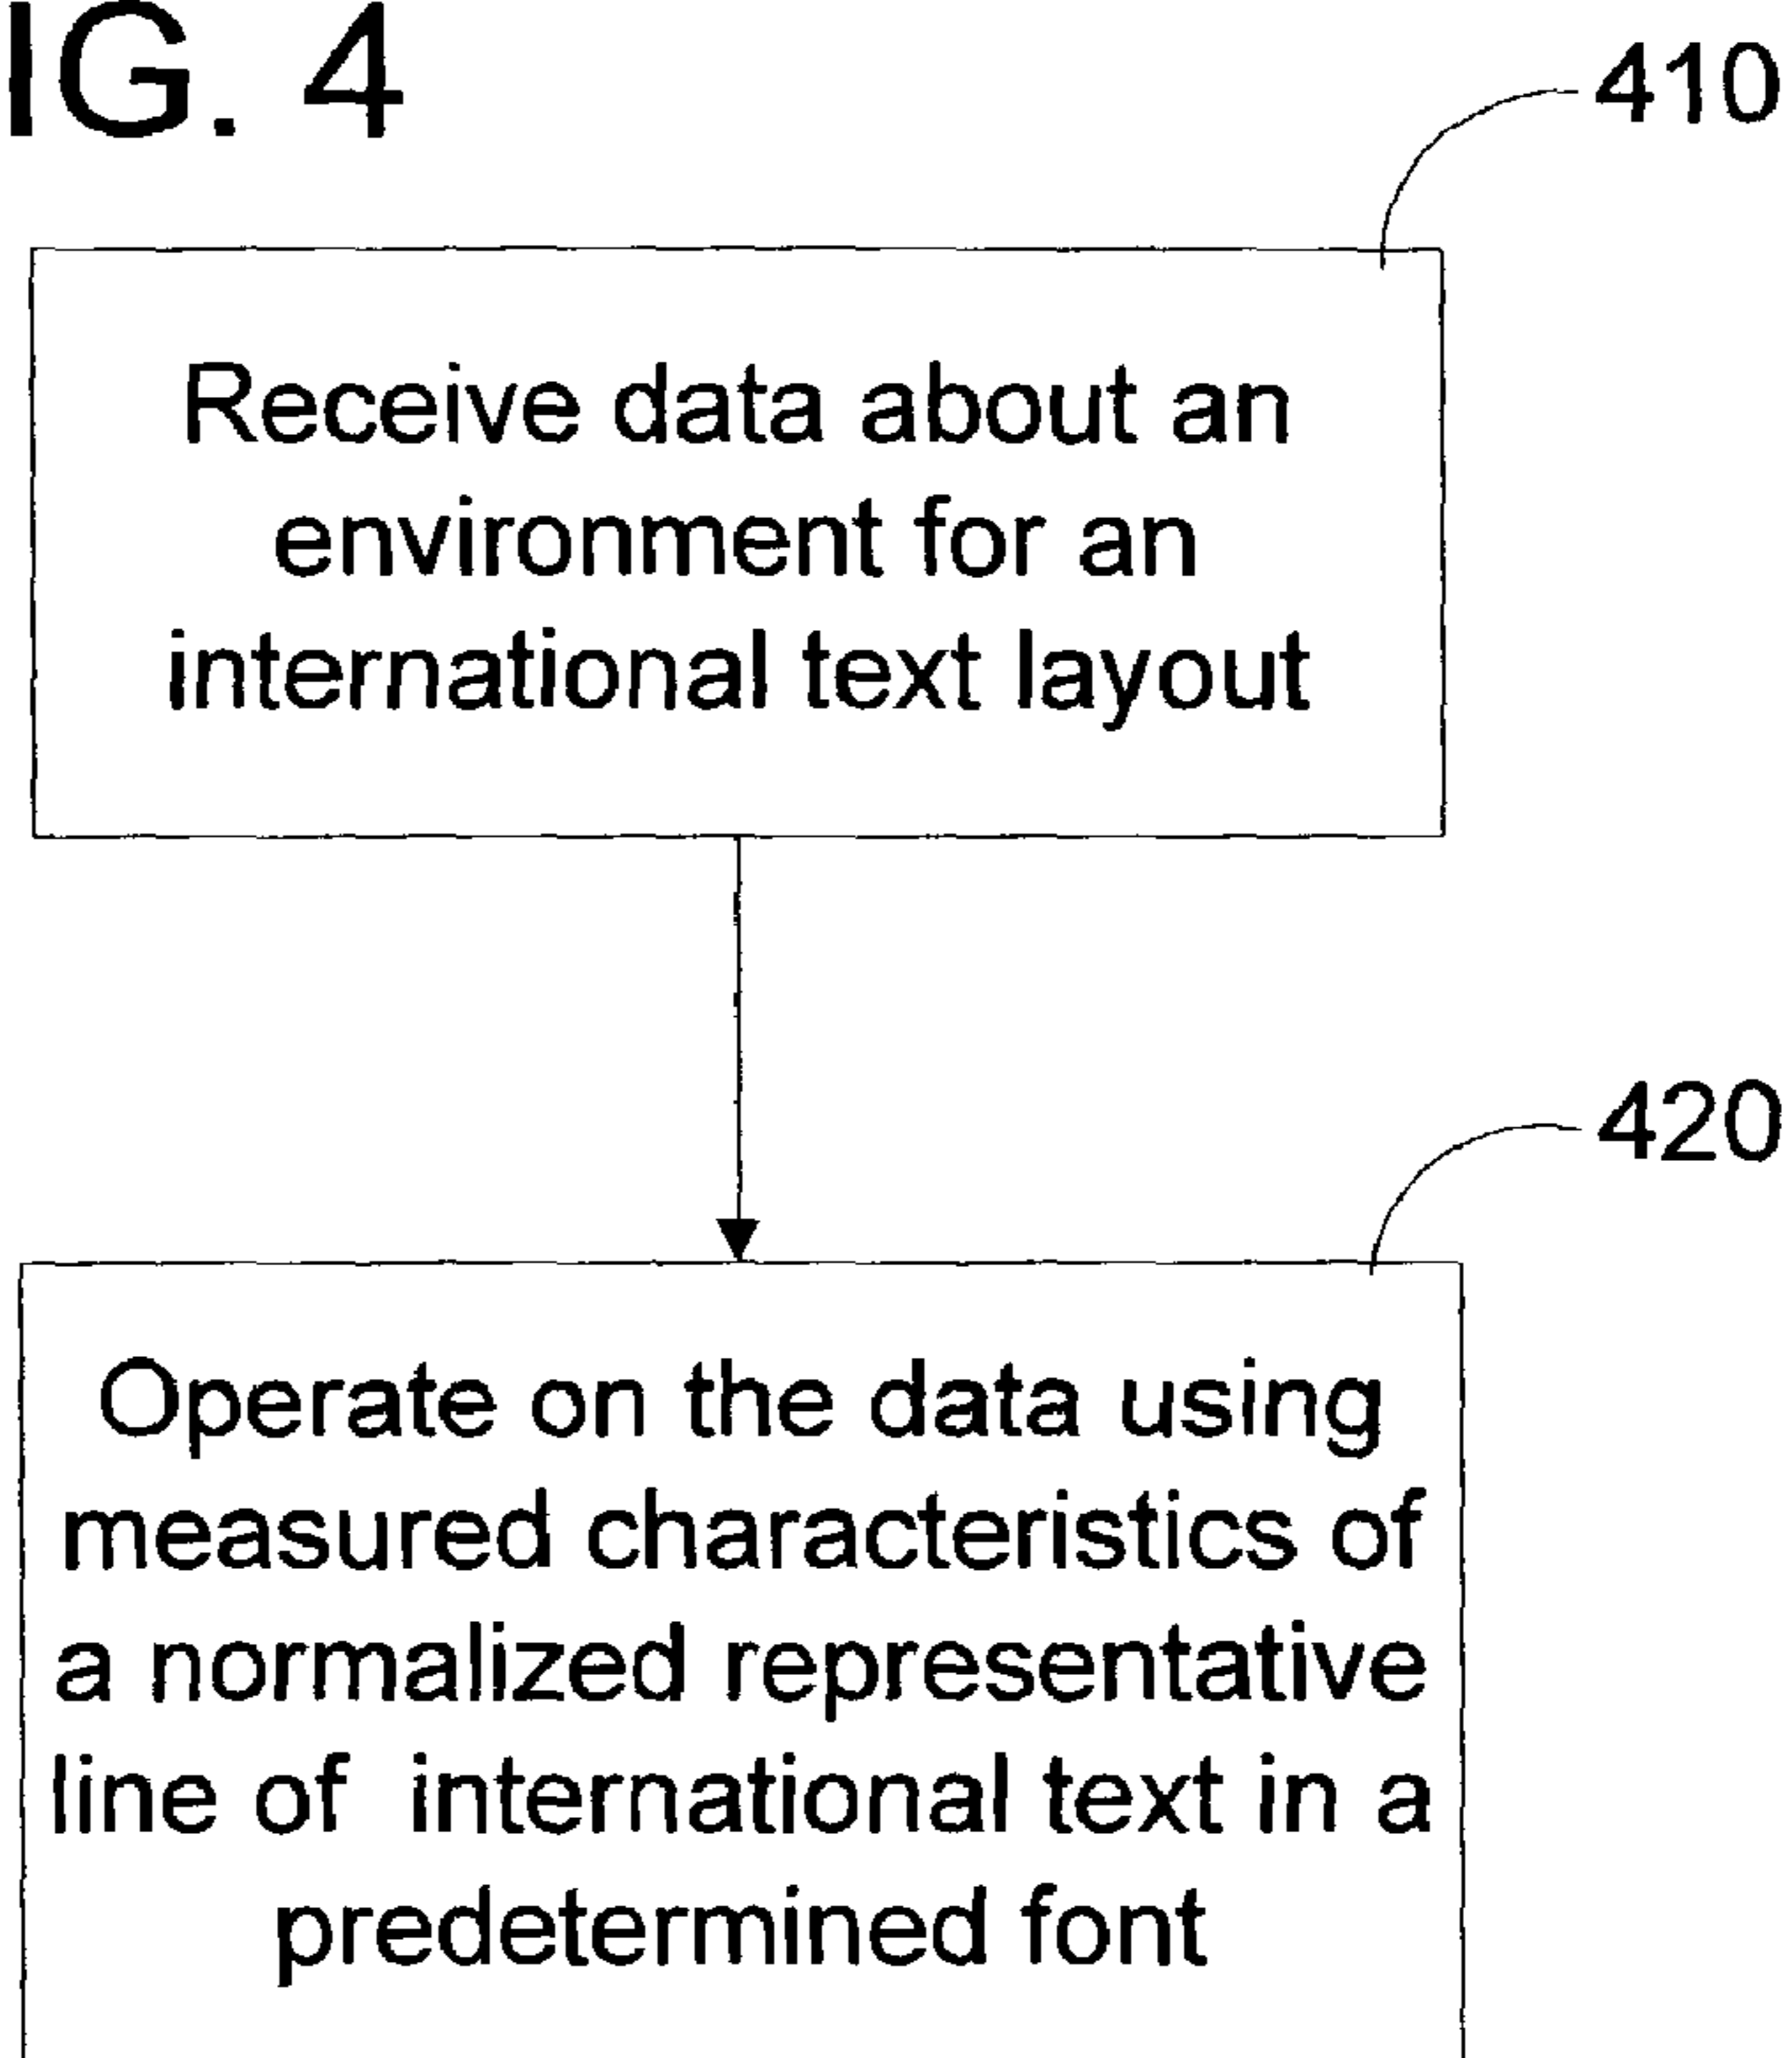 IG. 4
410
Receive data about an
environment for an
international text layout
420
Operate on the data using
measured characteristics of
a normalized representative
line of international text in a
predetermined font